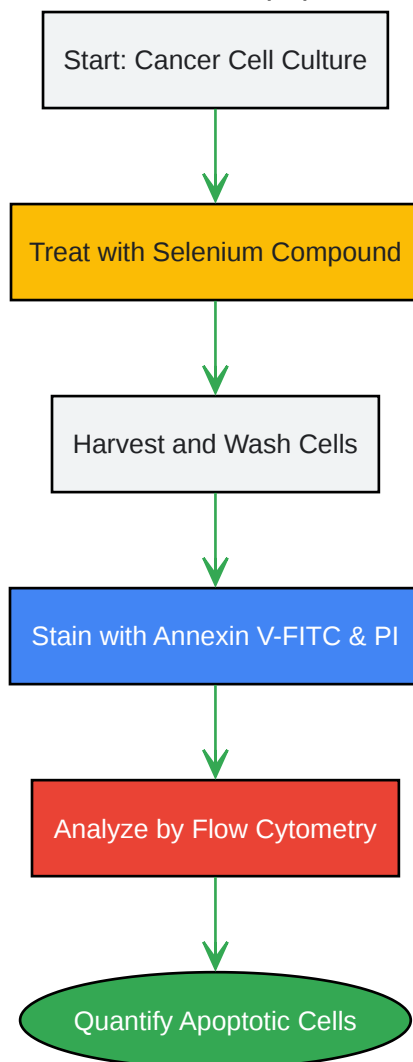 Start: Cancer Cell Culture
Treat with Selenium Compound
Harvest and Wash Cells
Stain with Annexin V-FITC & PI
Analyze by Flow Cytometry
Quantify Apoptotic Cells